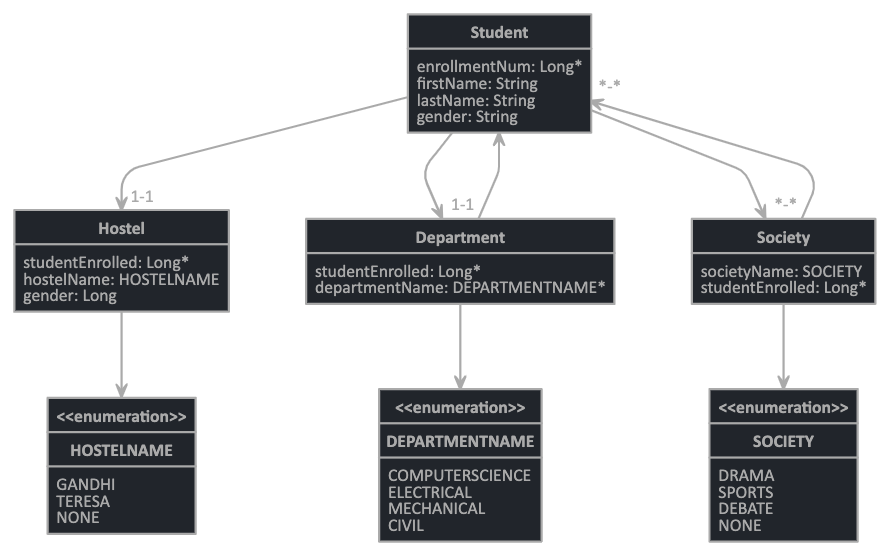 Student
enrollmentNum: Long*
firstName: String
lastName: String
gender: String
*-*
1-1
1-1
*-*
Hostel
studentEnrolled: Long*
hostelName: HOSTELNAME
gender: Long
Department
studentEnrolled: Long*
departmentName: DEPARTMENTNAME*
Society
societyName: SOCIETY
studentEnrolled: Long*
<<enumeration>>
HOSTELNAME
GANDHI
TERESA
NONE
<<enumeration>>
DEPARTMENTNAME
COMPUTERSCIENCE
ELECTRICAL
MECHANICAL
CIVIL
<<enumeration>>
SOCIETY
DRAMA
SPORTS
DEBATE
NONE